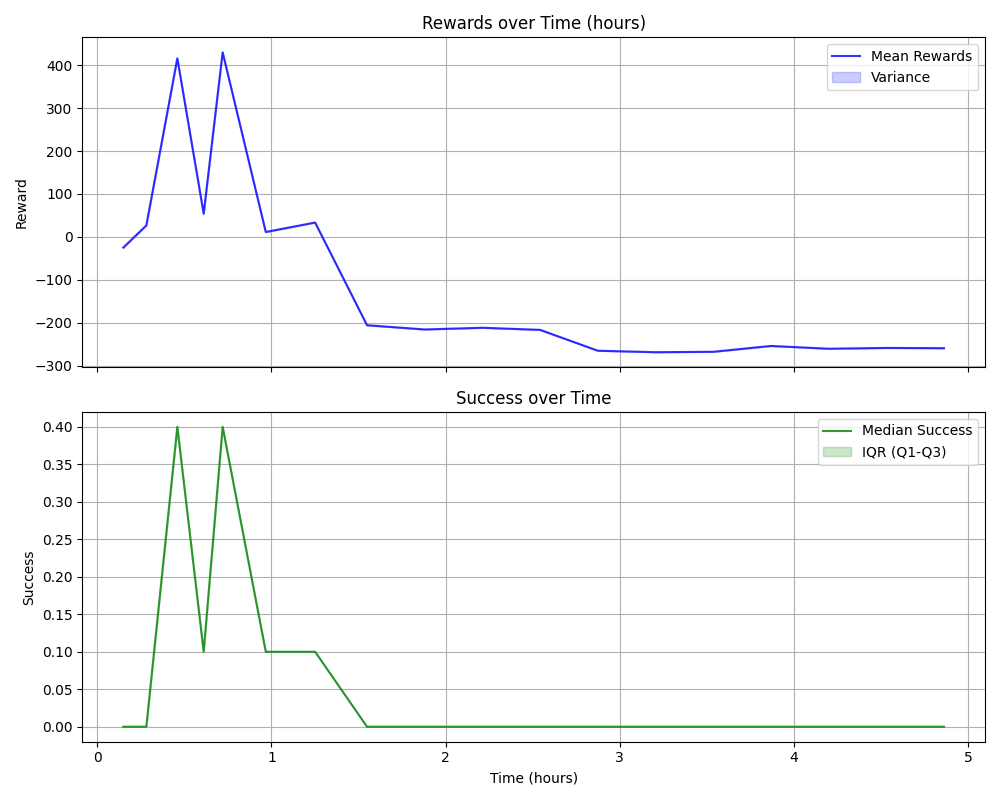 Rewards over Time (hours)
Mean Rewards
Variance
400
300
200
100
0
−100
−200
−300
Reward
Success over Time
Median Success
IQR (Q1-Q3)
0.40
0.35
0.30
0.25
0.20
0.15
0.10
0.05
0.00
Success
0 1 2 3 4 5
Time (hours)